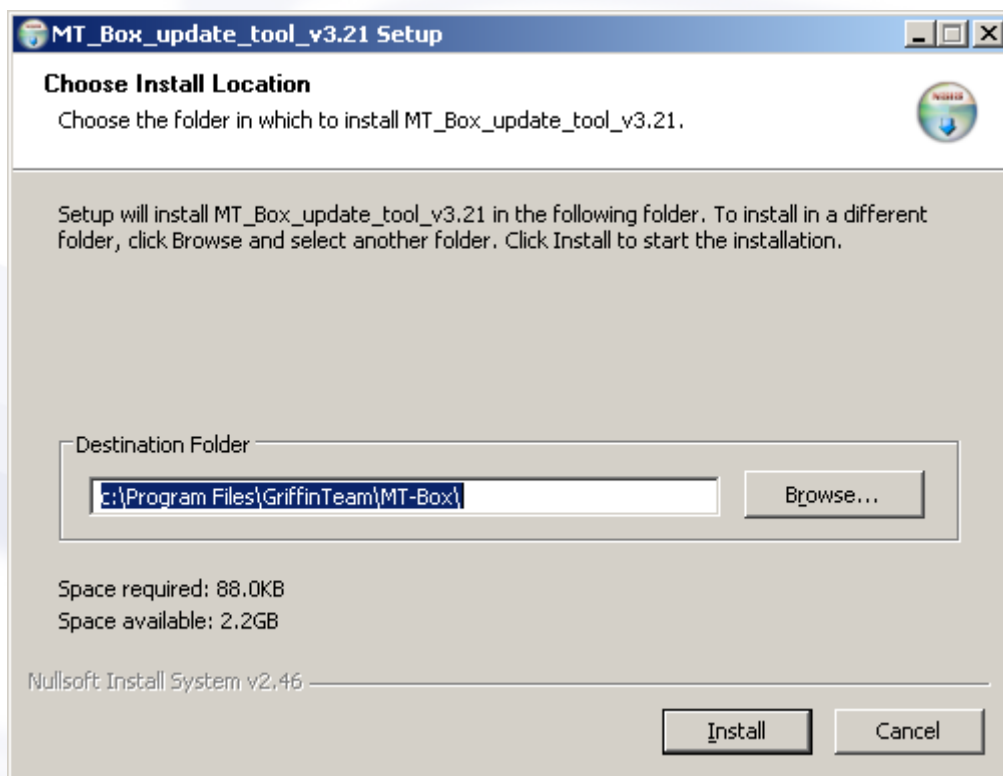 MT_Box_update_tool_v3.21 Setup
Choose Install Location
Choose the folder in which to install MT_Box_update_tool_v3.21.
Setup will install MT_Box_update_tool_v3.21 in the following folder. To install in a different
folder, click Browse and select another folder. Click Install to start the installation.
Destination Folder
c:\Program Files\GriffinTeam\MT-Box\
Browse...
Space required: 88.0KB
Space available: 2.2GB
Nullsoft Install System v2.46
Install
Cancel